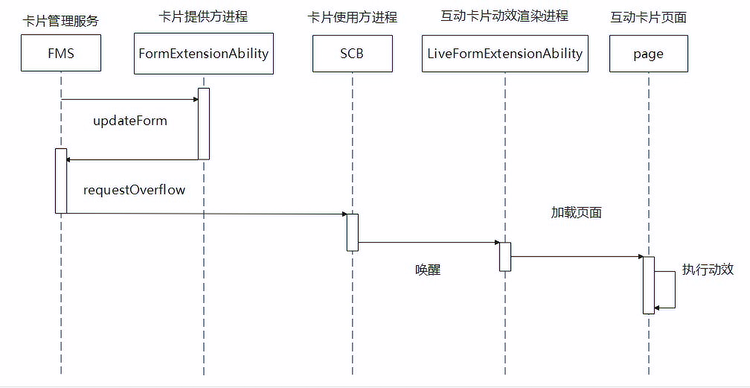 卡片管理服务
卡片提供方进程
卡片使用方进程
互动卡片动效渲染进程
互动卡片页面
FMS
FormExtensionAbility
SCB
LiveFormExtensionAbility
page
updateForm
requestOverflow
加载页面
唤醒
执行动效